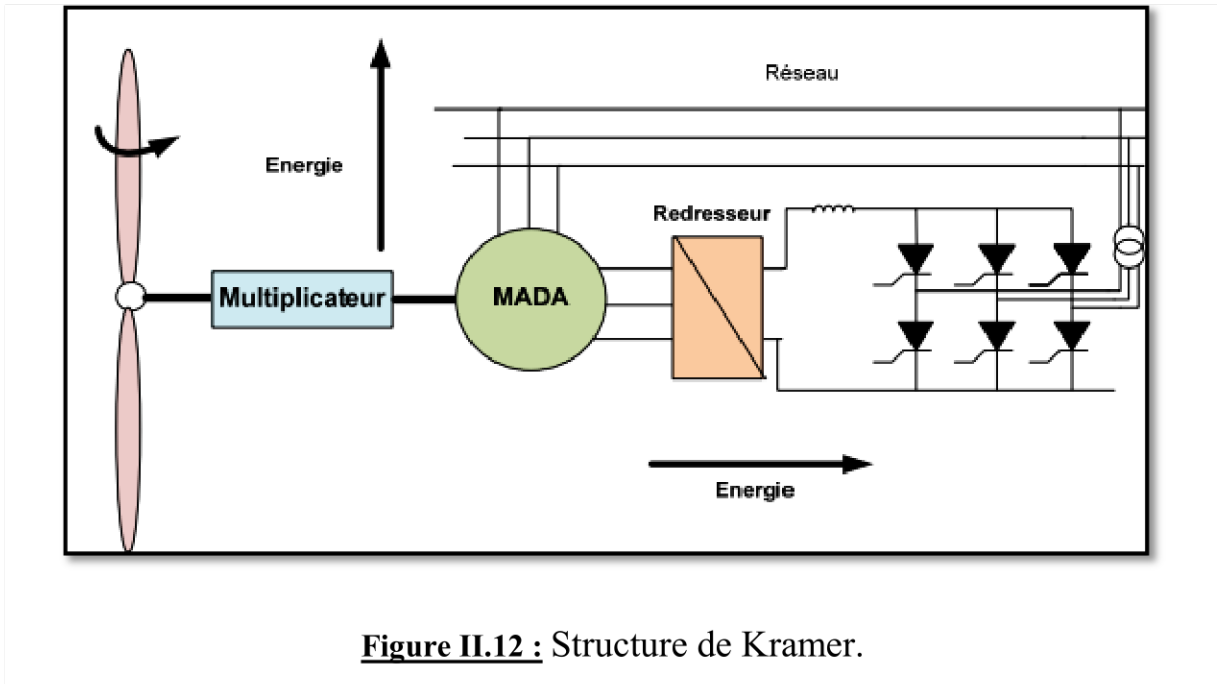 Réseau
Energie
Redresseur
Multiplicateur
MADA
Energie
Figure II.12 : Structure de Kramer.